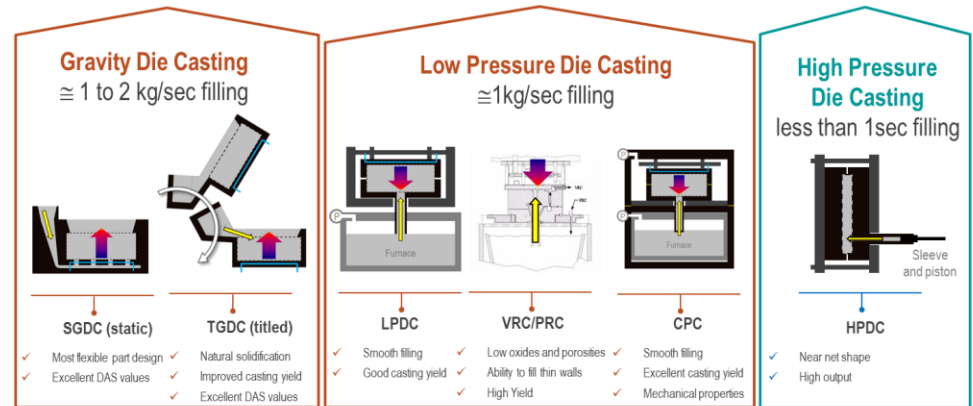 Gravity Die Casting
≅ 1 to 2 kg/sec filling
Low Pressure Die Casting
≅1kg/sec filling
High Pressure
Die Casting
less than 1sec filling
P
P
P
Furnace
Furnace
Sleeve
and piston
SGDC (static)
✓ Most flexible part design
✓ Excellent DAS values
TGDC (titled)
✓ Natural solidification
✓ Improved casting yield
✓ Excellent DAS values
LPDC
✓ Smooth filling
✓ Good casting yield
VRC/PRC
✓ Low oxides and porosities
✓ Ability to fill thin walls
✓ High Yield
CPC
✓ Smooth filling
✓ Excellent casting yield
✓ Mechanical properties
HPDC
✓ Near net shape
✓ High output